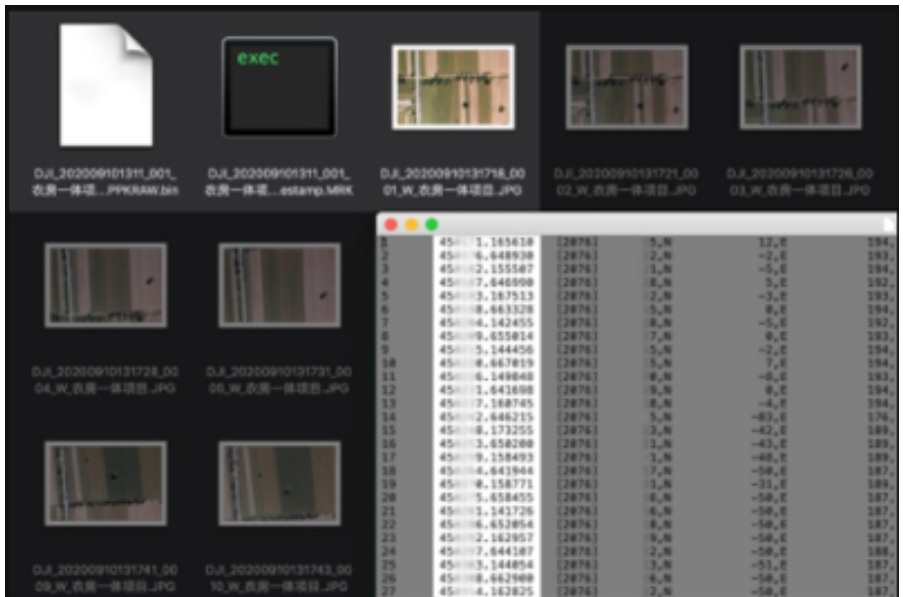 exec
DJI_202009101311_001_
农房一体项....PPKRAW.bin
DJI_202009101311_001_
农房一体项....estamp.MRK
DJI_20200910131718_00
01_W_农房一体项目.JPG
DJI_20200910131721_00
02_W_农房一体项目.JPG
DJI_20200910131726_00
03_W_农房一体项目.JPG
DJI_20200910131728_00
04_W_农房一体项目.JPG
DJI_20200910131731_00
_W_农房一体项目.JPG
DJI_20200910131741_00
09_W_农房一体项目.JPG
DJI_20200910131743_00
10_W_农房一体项目.JPG
1 1.165610 [2076] 5,N 12,E 194,
2 6.648930 [2076] 2,N -2,E 193,
3 2.155507 [2076] 1,N -5,E 194,
4 7.646990 [2076] 8,N 5,E 192,
5 3.167513 [2076] 2,N -3,E 193,
6 8.663328 [2076] 5,N 0,E 194,
7 4.142455 [2076] 8,N -5,E 192,
8 9.655014 [2076] 7,N 0,E 193,
9 5.144456 [2076] 5,N -2,E 194,
10 0.667019 [2076] 5,N 7,E 194,
11 6.149048 [2076] 0,N 193,
12 1.641698 [2076] 9,N 0,E 194,
13 7.160745 [2076] 8,N -4,E 194,
14 2.646215 [2076] 5,N -83,E 176,
15 8.173255 [2076] 3,N -42,E 189,
16 3.650200 [2076] 1,N -43,E 189,
17 9.158493 [2076] 1,N -48,E 189,
18 4.641944 [2076] 7,N -50,E 187,
19 0.158771 [2076] 1,N -31,E 189,
20 5.658455 [2076] 6,N -50,E 187,
21 1.141726 [2076] 6,N -50,E 187,
22 6.652054 [2076] 8,N -50,E 187,
23 2.162957 [2076] 9,N -50,E 187,
24 7.644107 [2076] 2,N -50,E 188,
25 3.144054 [2076] 3,N -51,E 187,
26 8.662900 [2076] 6,N -50,E 187,
27 4.162825 [2076] 5,N -50,E 187,